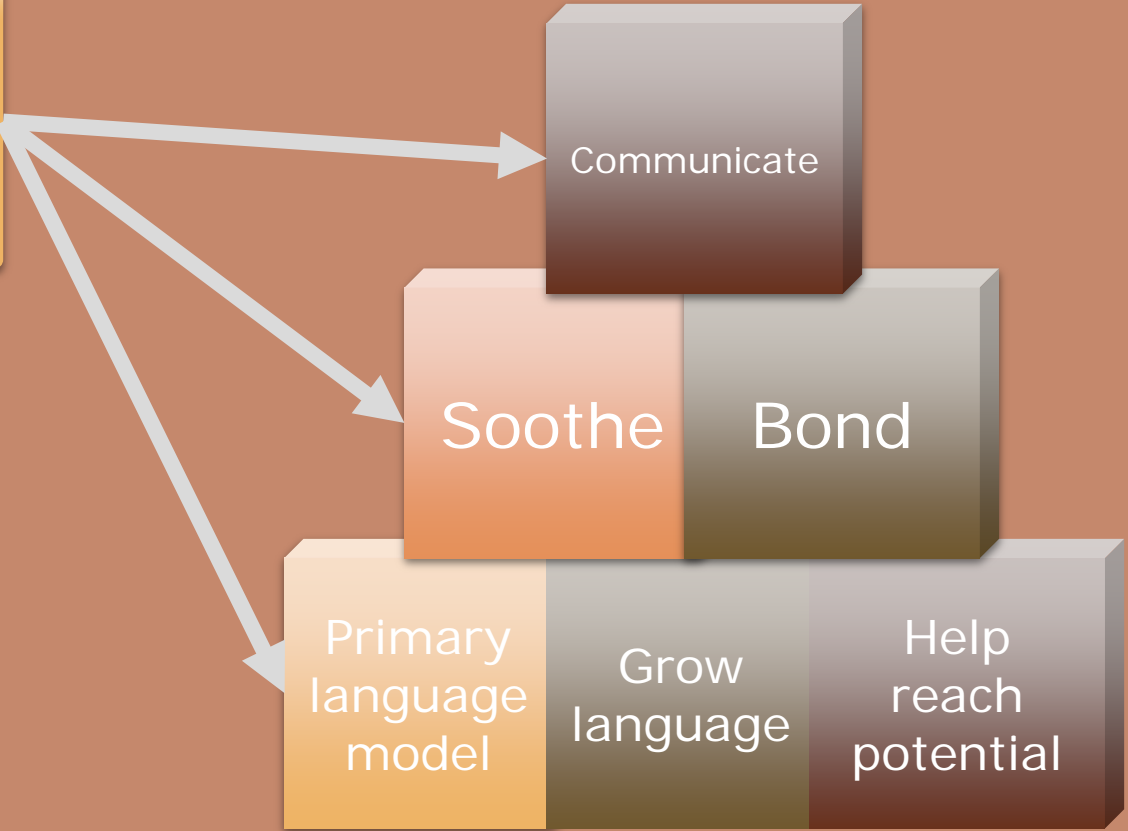 Communicate
Soothe
Bond
Primary
language
model
Grow
language
Help
reach
potential